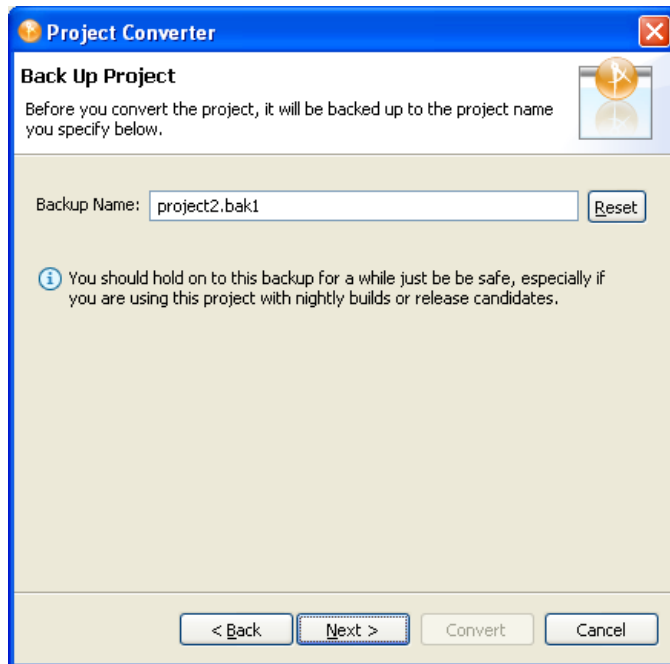 Project Converter
Back Up Project
Before you convert the project, it will be backed up to the project name
you specify below.
Backup Name: project2.bak1 Reset
You should hold on to this backup for a while just be be safe, especially if
you are using this project with nightly builds or release candidates.
< Back Next > Convert Cancel